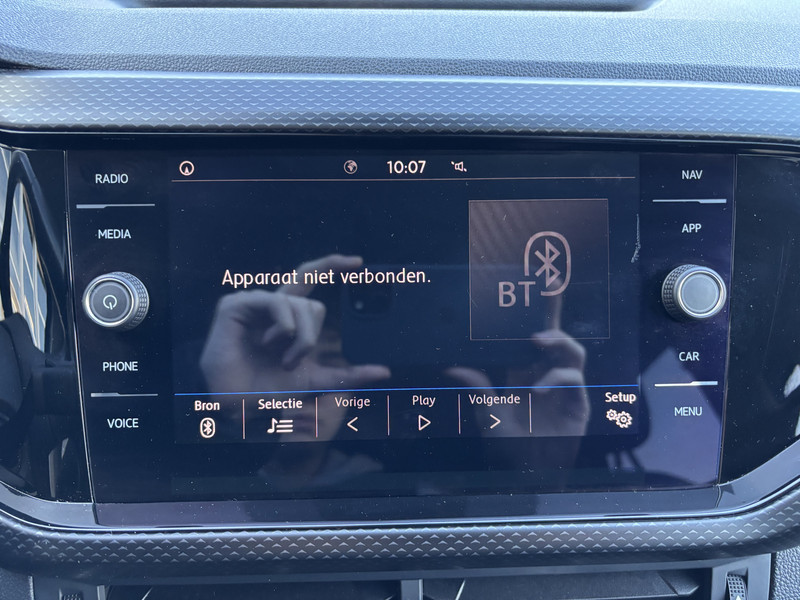 RADIO
MEDIA
PHONE
VOICE
10:07
Apparaat niet verbonden.
BT
Bron
Selectie
Vorige
Play
Volgende
Setup
NAV
APP
CAR
MENU